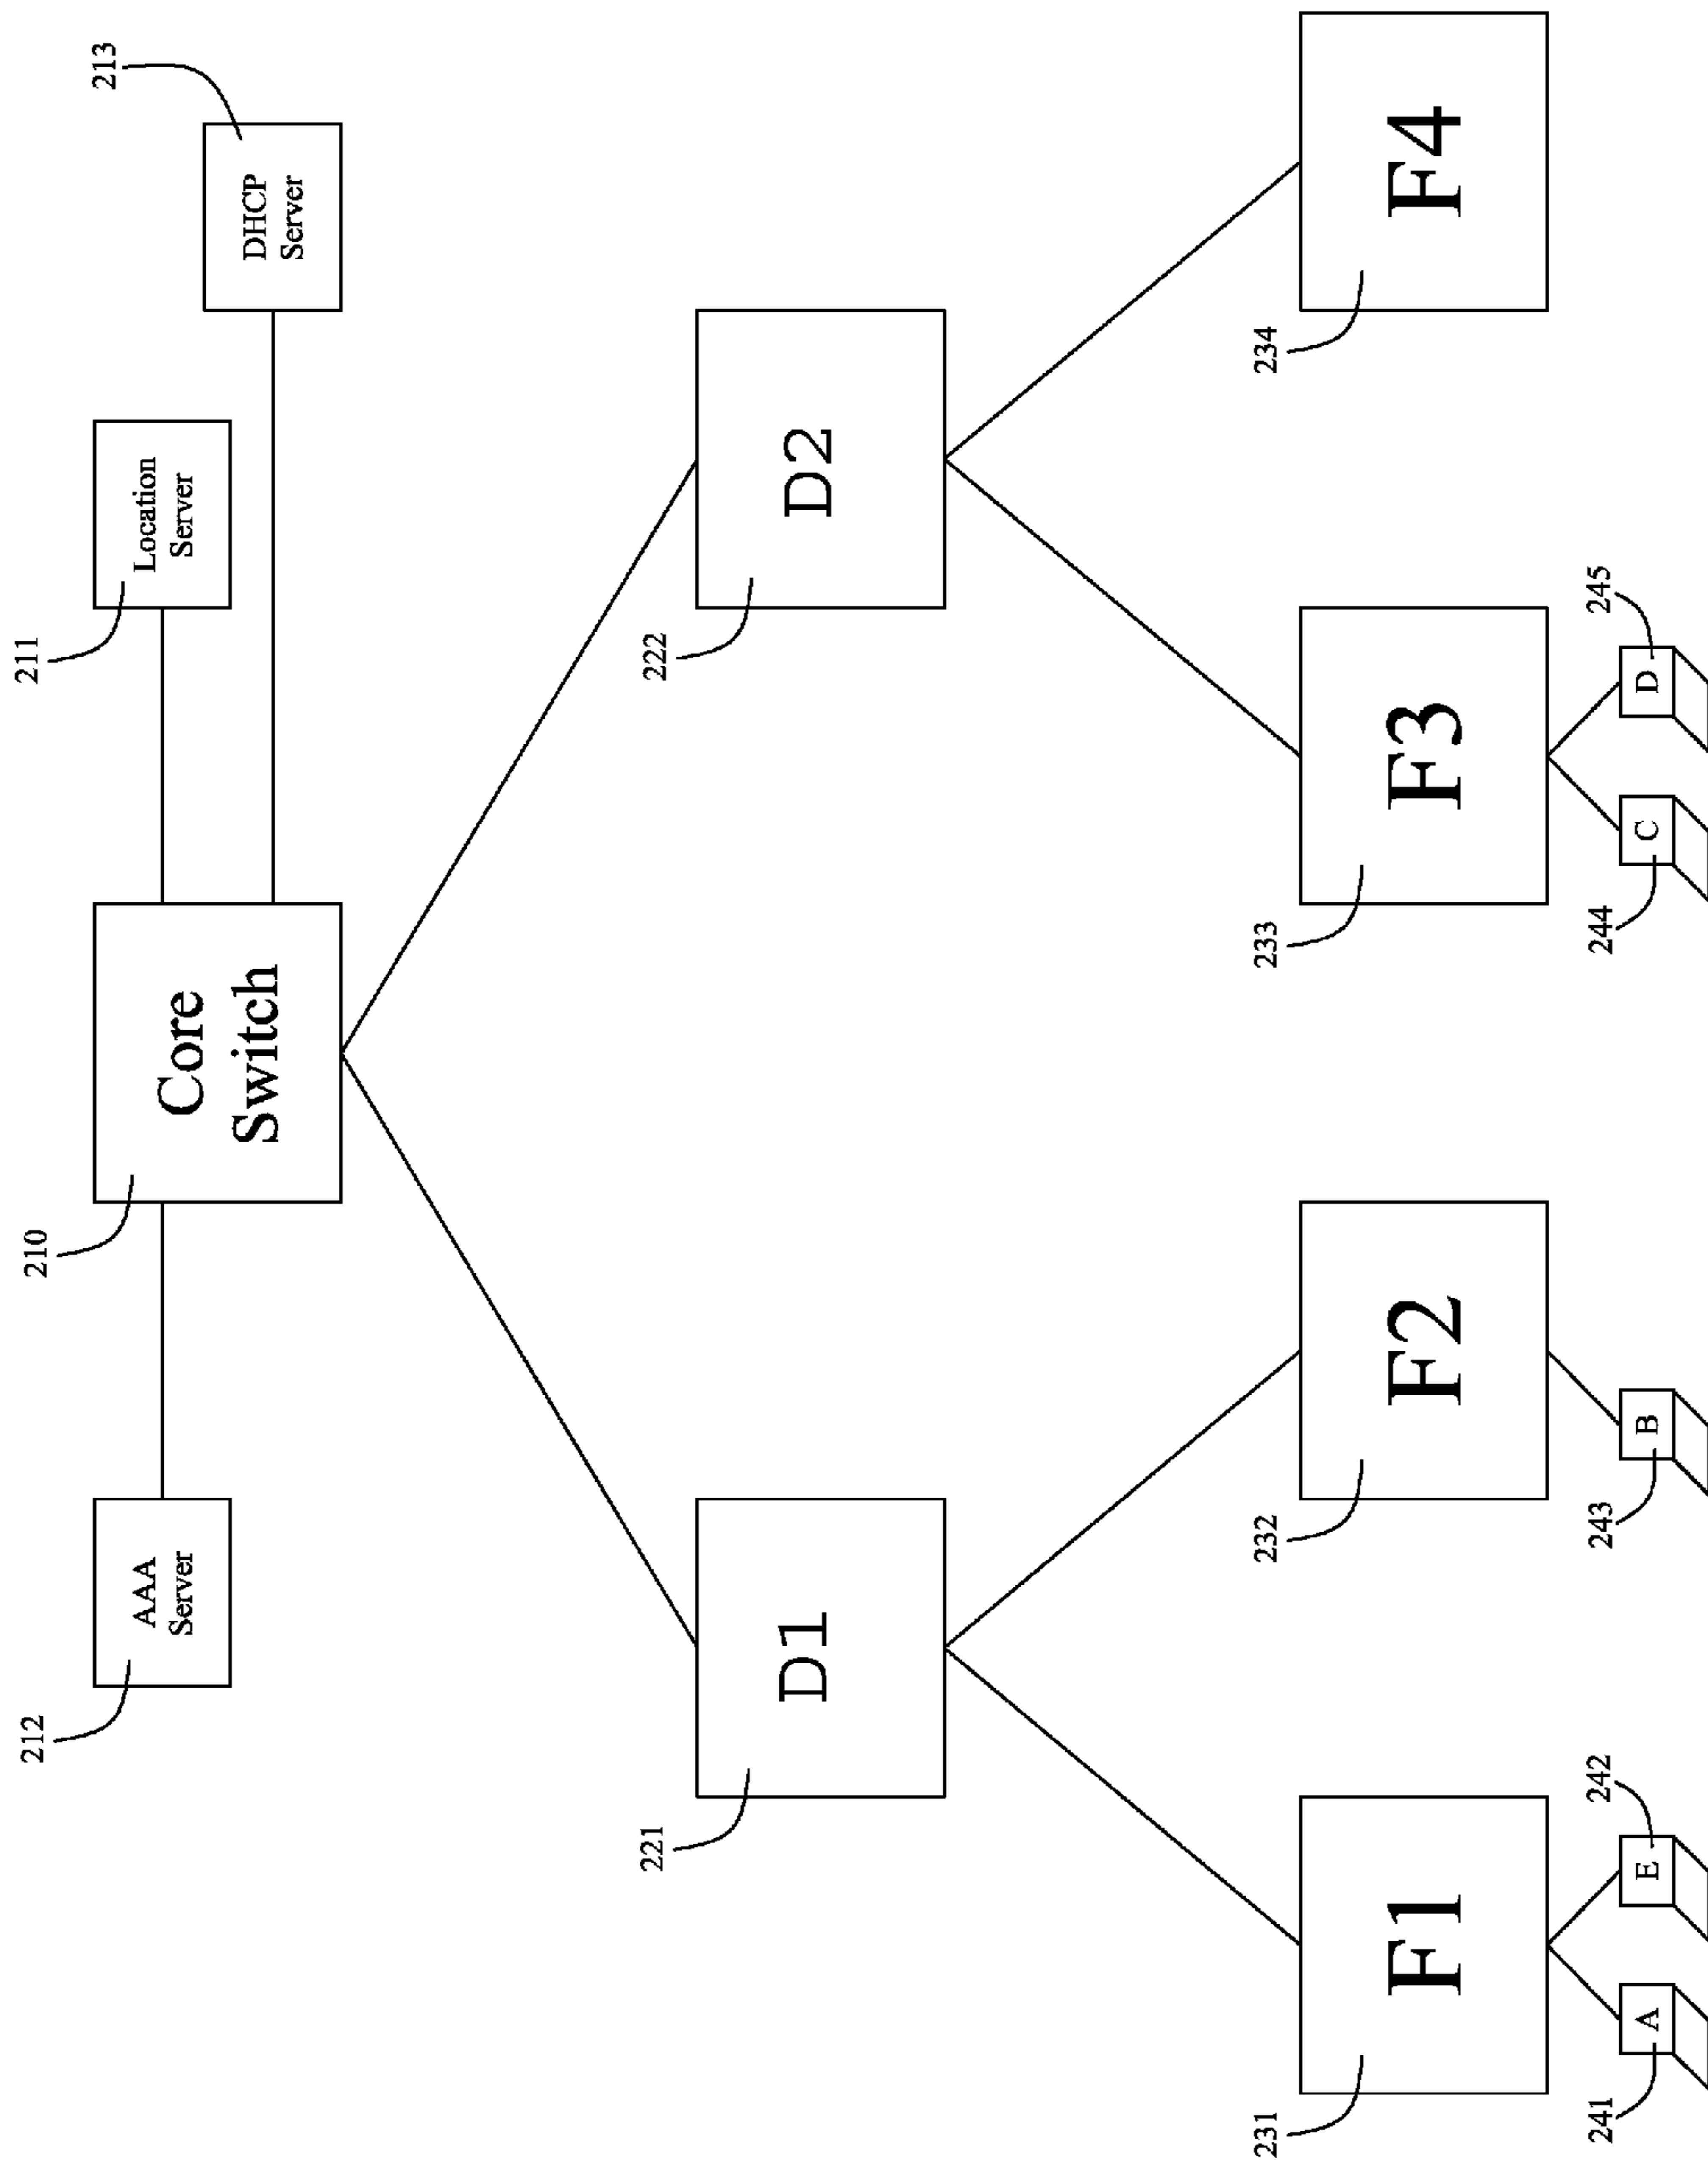 212
AAA
Server
210
Core
Switch
211
Location
Server
213
DHCP
Server
221
D1
222
D2
231
F1
232
F2
233
F3
234
F4
241
A
242
E
243
B
244
C
245
D